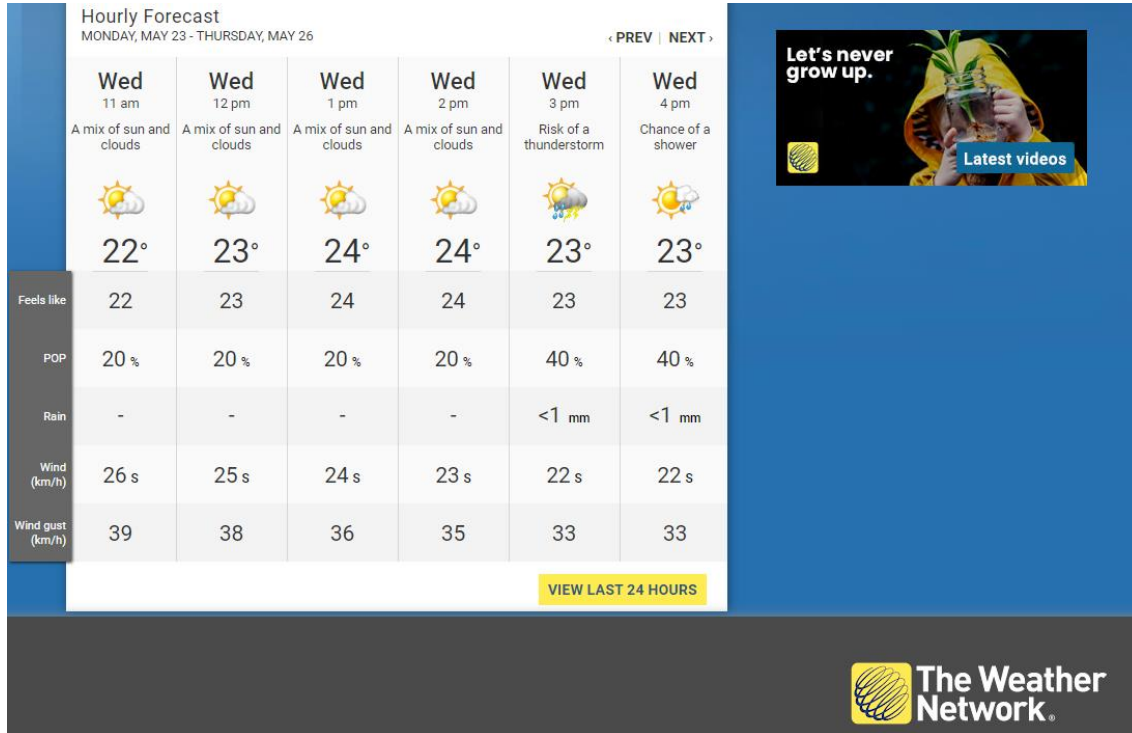 Hourly Forecast
MONDAY, MAY 23 - THURSDAY, MAY 26
‹ PREV | NEXT ›
Wed Wed Wed Wed Wed Wed
11 am 12 pm 1 pm 2 pm 3 pm 4 pm
A mix of sun and A mix of sun and A mix of sun and A mix of sun and Risk of a Chance of a
clouds clouds clouds clouds thunderstorm shower
22° 23° 24° 24° 23° 23°
Feels like 22 23 24 24 23 23
POP 20 % 20 % 20 % 20 % 40 % 40 %
Rain - - - - <1 mm <1 mm
Wind
(km/h) 26 s 25 s 24 s 23 s 22 s 22 s
Wind gust
(km/h) 39 38 36 35 33 33
VIEW LAST 24 HOURS
Let's never
grow up.
Latest videos
The Weather
Network.